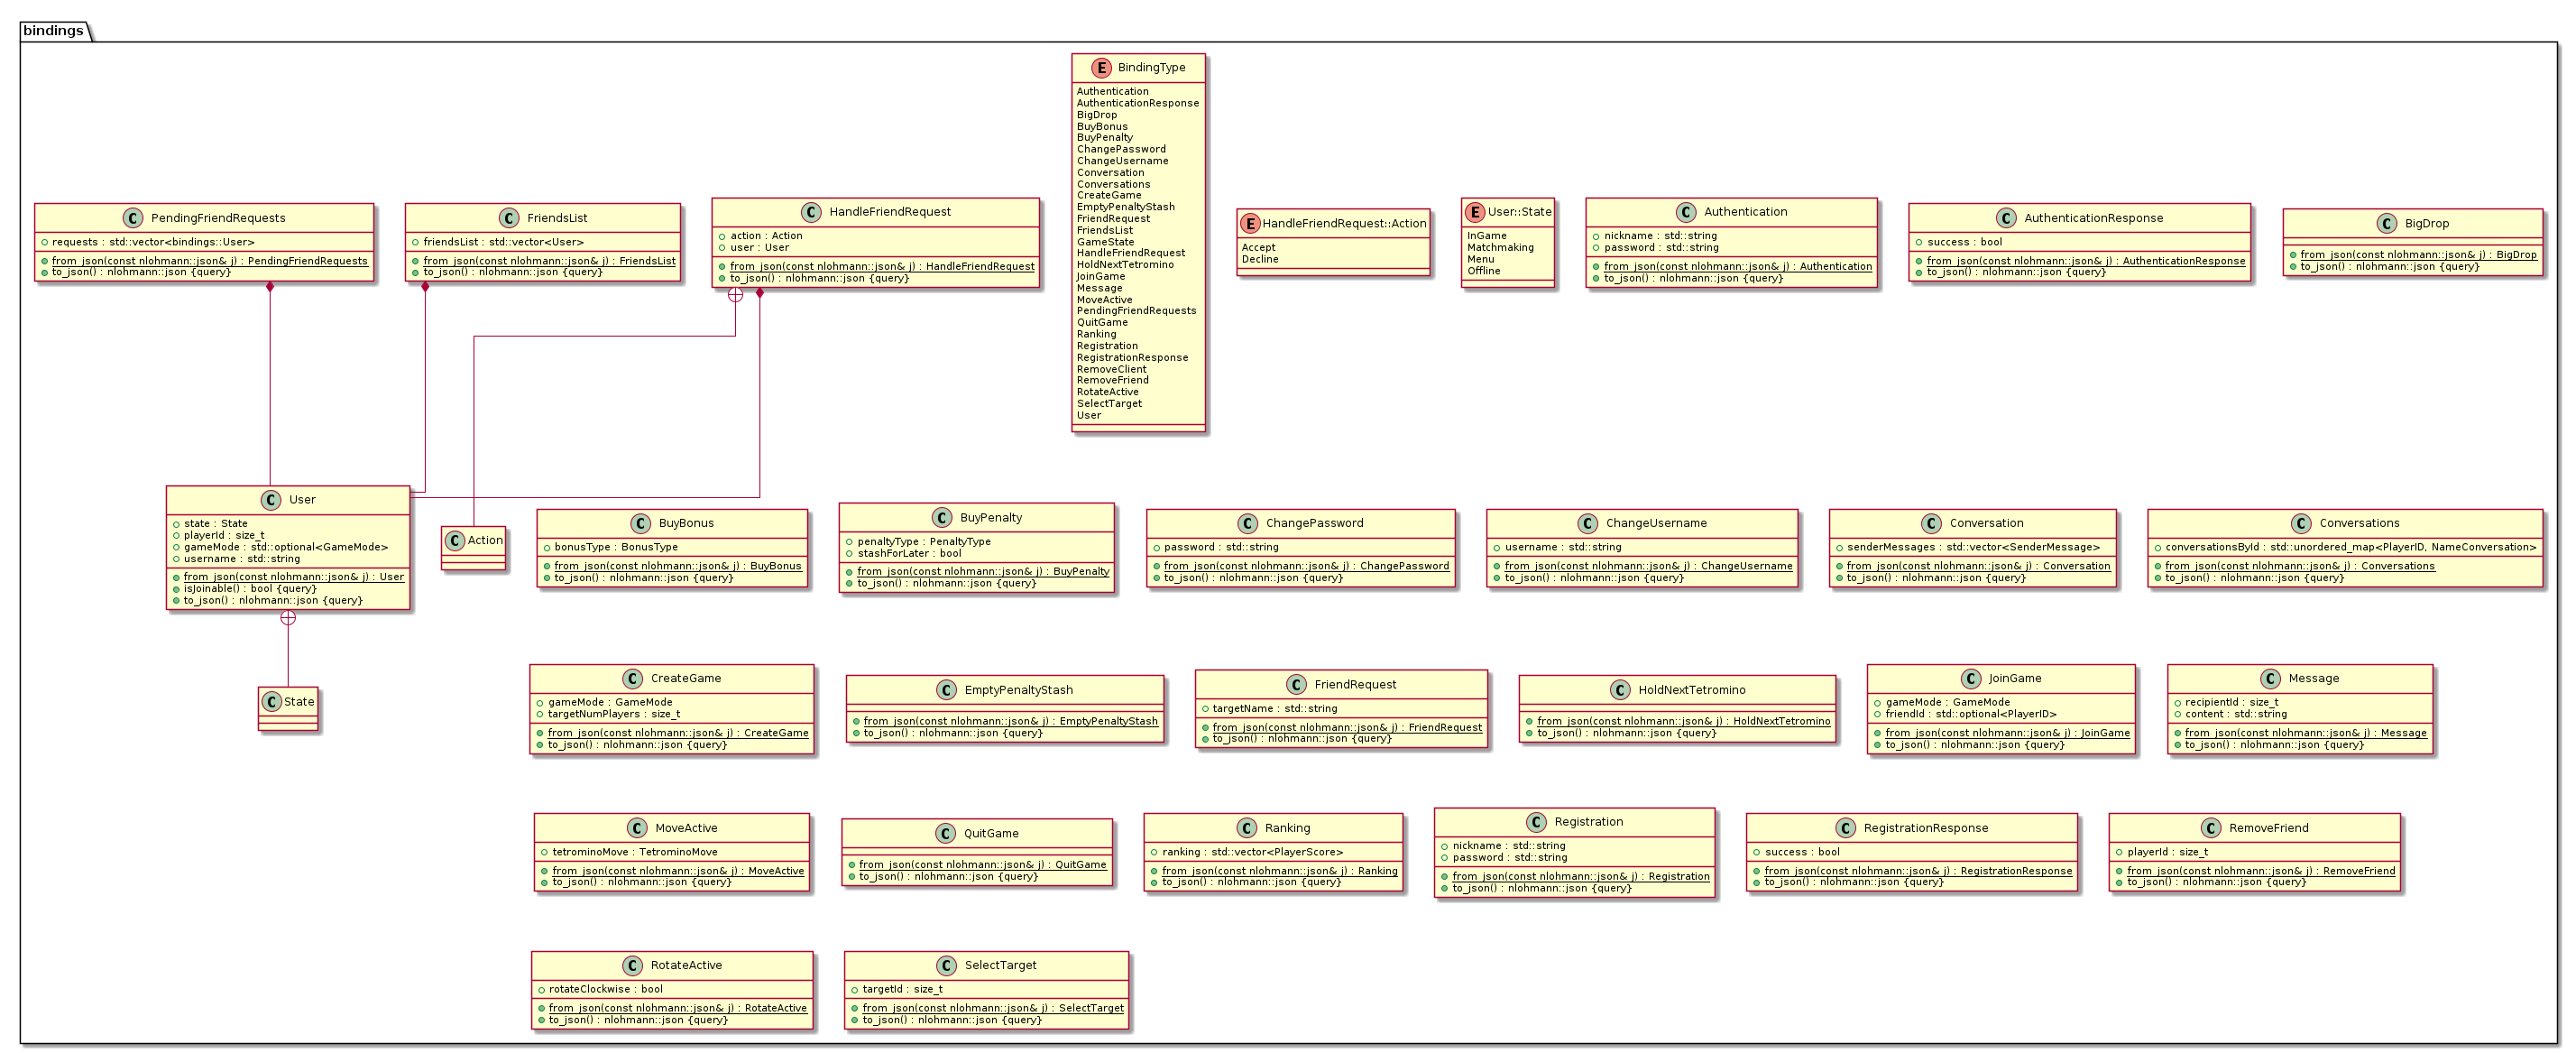 bindings
E BindingType
Authentication
AuthenticationResponse
BigDrop
BuyBonus
BuyPenalty
ChangePassword
ChangeUsername
Conversation
Conversations
CreateGame
EmptyPenaltyStash
FriendRequest
FriendsList
GameState
HandleFriendRequest
HoldNextTetromino
JoinGame
Message
MoveActive
PendingFriendRequests
QuitGame
Ranking
Registration
RegistrationResponse
RemoveClient
RemoveFriend
RotateActive
SelectTarget
User
C PendingFriendRequests
requests : std::vector<bindings::User>
from_json(const nlohmann::json& j) : PendingFriendRequests
to_json() : nlohmann::json {query}
C FriendsList
friendsList : std::vector<User>
from_json(const nlohmann::json& j) : FriendsList
to_json() : nlohmann::json {query}
C HandleFriendRequest
action : Action
user : User
from_json(const nlohmann::json& j) : HandleFriendRequest
to_json() : nlohmann::json {query}
E HandleFriendRequest::Action
Accept
Decline
E User::State
InGame
Matchmaking
Menu
Offline
C Authentication
nickname : std::string
password : std::string
from_json(const nlohmann::json& j) : Authentication
to_json() : nlohmann::json {query}
C AuthenticationResponse
success : bool
from_json(const nlohmann::json& j) : AuthenticationResponse
to_json() : nlohmann::json {query}
C BigDrop
from_json(const nlohmann::json& j) : BigDrop
to_json() : nlohmann::json {query}
C User
state : State
playerId : size_t
gameMode : std::optional<GameMode>
username : std::string
from_json(const nlohmann::json& j) : User
isJoinable() : bool {query}
to_json() : nlohmann::json {query}
C Action
C BuyBonus
bonusType : BonusType
from_json(const nlohmann::json& j) : BuyBonus
to_json() : nlohmann::json {query}
C BuyPenalty
penaltyType : PenaltyType
stashForLater : bool
from_json(const nlohmann::json& j) : BuyPenalty
to_json() : nlohmann::json {query}
C ChangePassword
password : std::string
from_json(const nlohmann::json& j) : ChangePassword
to_json() : nlohmann::json {query}
C ChangeUsername
username : std::string
from_json(const nlohmann::json& j) : ChangeUsername
to_json() : nlohmann::json {query}
C Conversation
senderMessages : std::vector<SenderMessage>
from_json(const nlohmann::json& j) : Conversation
to_json() : nlohmann::json {query}
C Conversations
conversationsById : std::unordered_map<PlayerID, NameConversation>
from_json(const nlohmann::json& j) : Conversations
to_json() : nlohmann::json {query}
C State
C CreateGame
gameMode : GameMode
targetNumPlayers : size_t
from_json(const nlohmann::json& j) : CreateGame
to_json() : nlohmann::json {query}
C EmptyPenaltyStash
from_json(const nlohmann::json& j) : EmptyPenaltyStash
to_json() : nlohmann::json {query}
C FriendRequest
targetName : std::string
from_json(const nlohmann::json& j) : FriendRequest
to_json() : nlohmann::json {query}
C HoldNextTetromino
from_json(const nlohmann::json& j) : HoldNextTetromino
to_json() : nlohmann::json {query}
C JoinGame
gameMode : GameMode
friendId : std::optional<PlayerID>
from_json(const nlohmann::json& j) : JoinGame
to_json() : nlohmann::json {query}
C Message
recipientId : size_t
content : std::string
from_json(const nlohmann::json& j) : Message
to_json() : nlohmann::json {query}
C MoveActive
tetrominoMove : TetrominoMove
from_json(const nlohmann::json& j) : MoveActive
to_json() : nlohmann::json {query}
C QuitGame
from_json(const nlohmann::json& j) : QuitGame
to_json() : nlohmann::json {query}
C Ranking
ranking : std::vector<PlayerScore>
from_json(const nlohmann::json& j) : Ranking
to_json() : nlohmann::json {query}
C Registration
nickname : std::string
password : std::string
from_json(const nlohmann::json& j) : Registration
to_json() : nlohmann::json {query}
C RegistrationResponse
success : bool
from_json(const nlohmann::json& j) : RegistrationResponse
to_json() : nlohmann::json {query}
C RemoveFriend
playerId : size_t
from_json(const nlohmann::json& j) : RemoveFriend
to_json() : nlohmann::json {query}
C RotateActive
rotateClockwise : bool
from_json(const nlohmann::json& j) : RotateActive
to_json() : nlohmann::json {query}
C SelectTarget
targetId : size_t
from_json(const nlohmann::json& j) : SelectTarget
to_json() : nlohmann::json {query}